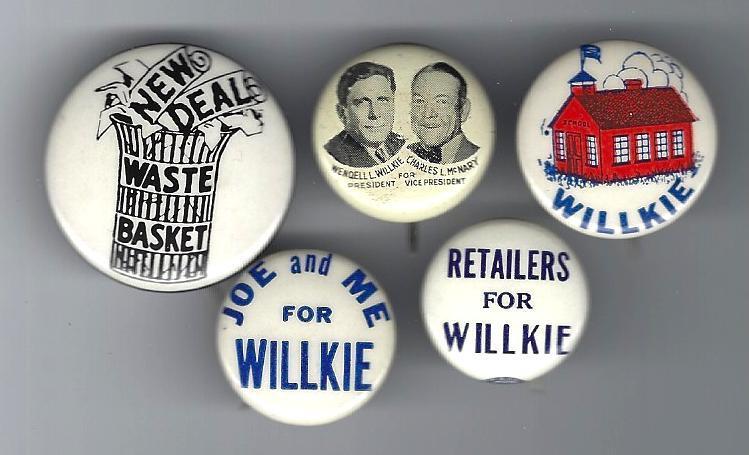 NEW
DEAL
WASTE
BASKET
WENDELL L. WILLKIE CHARLES L. McNARY
FOR
PRESIDENT, VICE PRESIDENT
SCHOOL
WILLKIE
JOE and ME
FOR
WILLKIE
RETAILERS
FOR
WILLKIE